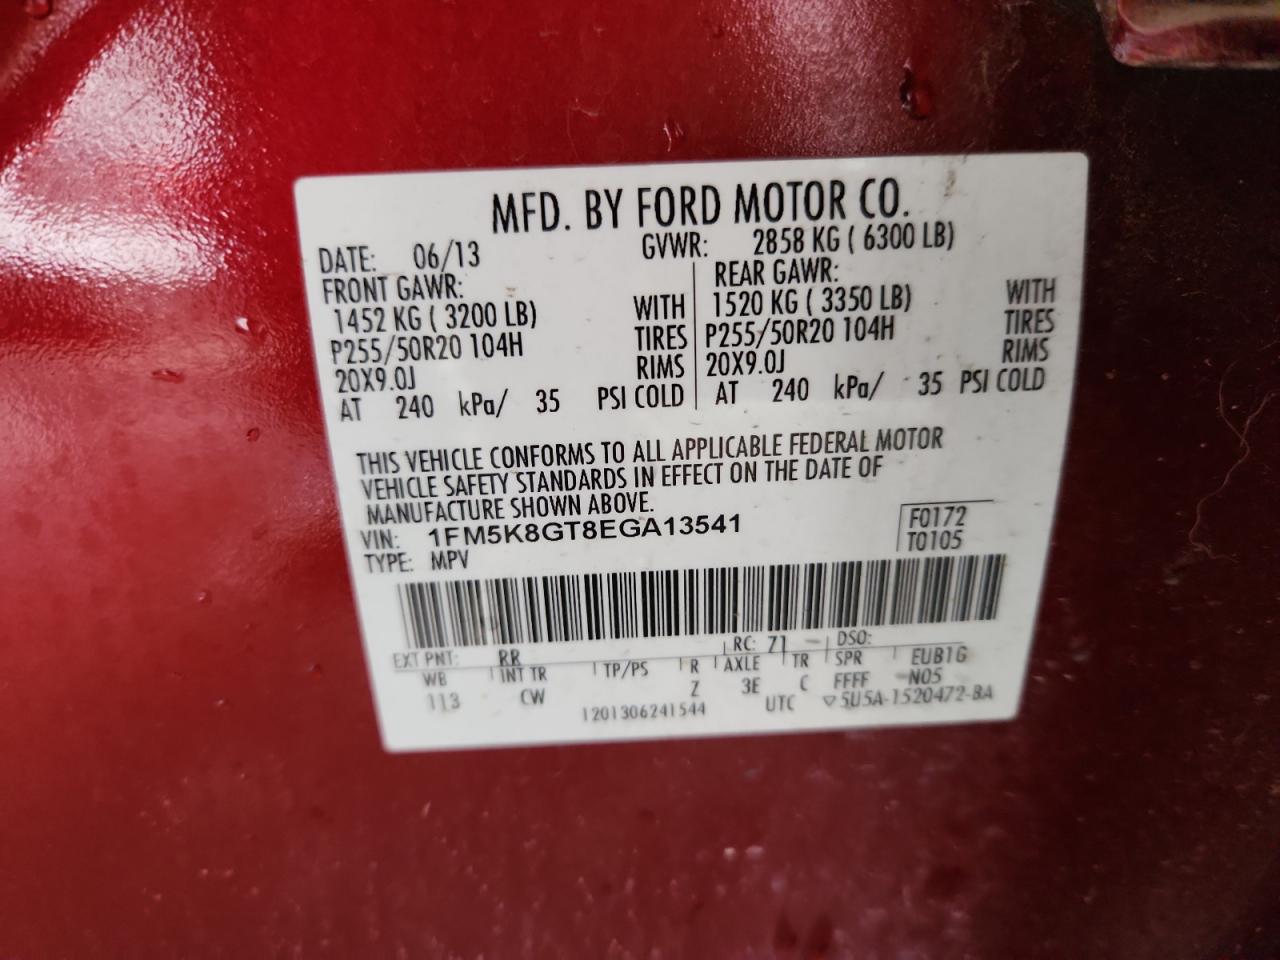 MFD. BY FORD MOTOR CO.
DATE: 06/13 GVWR: 2858 KG ( 6300 LB)
FRONT GAWR: REAR GAWR:
1452 KG ( 3200 LB) WITH 1520 KG ( 3350 LB) WITH
P255/50R20 104H TIRES P255/50R20 104H TIRES
20X9.0J RIMS 20X9.0J RIMS
AT 240 kPa/ 35 PSI COLD AT 240 kPa/ 35 PSI COLD
THIS VEHICLE CONFORMS TO ALL APPLICABLE FEDERAL MOTOR
VEHICLE SAFETY STANDARDS IN EFFECT ON THE DATE OF
MANUFACTURE SHOWN ABOVE.
VIN: 1FM5K8GT8EGA13541 F0172
TYPE: MPV T0105
EXT PNT: RR RC: 71 DSO:
WB INT TR TP/PS R AXLE TR SPR EUB1G
113 CW Z 3E C FFFF N05
1201306241544 UTC ▽5U5A-1520472-BA